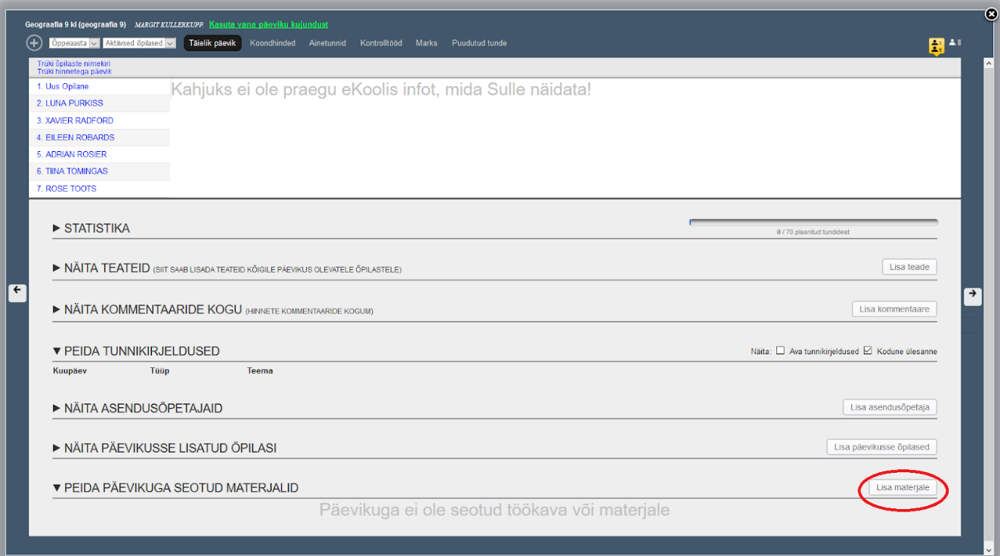 Geograafia 9 kl (geograafia 9) MARGIT KULLERKUPP Kasuta vana päeviku kujundust
Õppeaasta Aktiivsed õpilased Täielik päevik Koondhinded Ainetunnid Kontrolltööd Marks Puudutud tunde
Trüki õpilaste nimekiri
Trüki hinnetega päevik
1. Uus Opilane
Kahjuks ei ole praegu eKoolis infot, mida Sulle näidata!
2. LUNA PURKISS
3. XAVIER RADFORD
4. EILEEN ROBARDS
5. ADRIAN ROSIER
6. TIINA TOMINGAS
7. ROSE TOOTS
STATISTIKA
0 / 70 plaanitud tundidest
NÄITA TEATEID (SIIT SAAB LISADA TEATEID KÕIGILE PÄEVIKUS OLEVATELE ÕPILASTELE) Lisa teade
NÄITA KOMMENTAARIDE KOGU (HINNETE KOMMENTAARIDE KOGUM) Lisa kommentaare
PEIDA TUNNIKIRJELDUSED Näita: Ava tunnikirjeldused Kodune ülesanne
Kuupäev Tüüp Teema
NÄITA ASENDUSÕPETAJAID Lisa asendusõpetaja
NÄITA PÄEVIKUSSE LISATUD ÕPILASI Lisa päevikusse õpilased
PEIDA PÄEVIKUGA SEOTUD MATERJALID Lisa materjale
Päevikuga ei ole seotud töökava või materjale